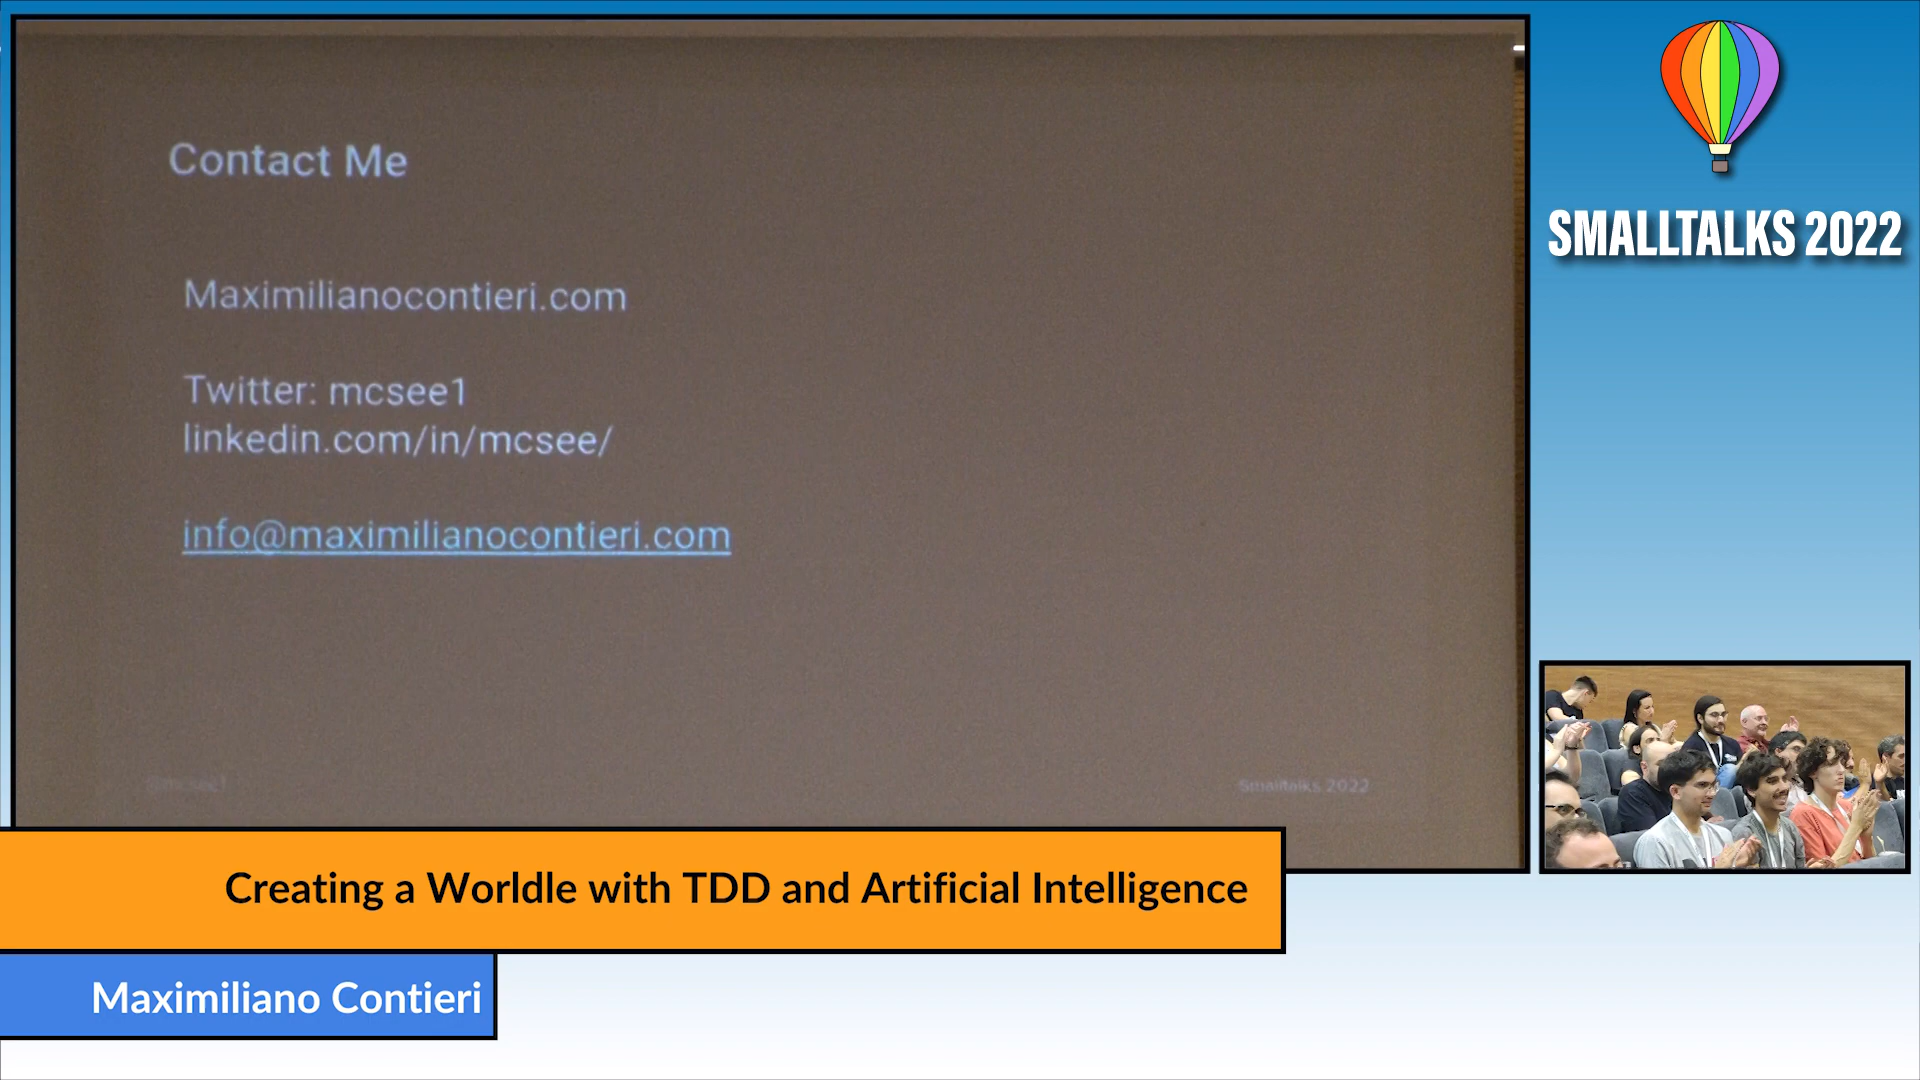 Contact Me
Maximilianocontieri.com
Twitter: mcsee1
linkedin.com/in/mcsee/
info@maximilianocontieri.com
@mcsee1
Smalltalks 2022
SMALLTALKS 2022
Creating a Worldle with TDD and Artificial Intelligence
Maximiliano Contieri